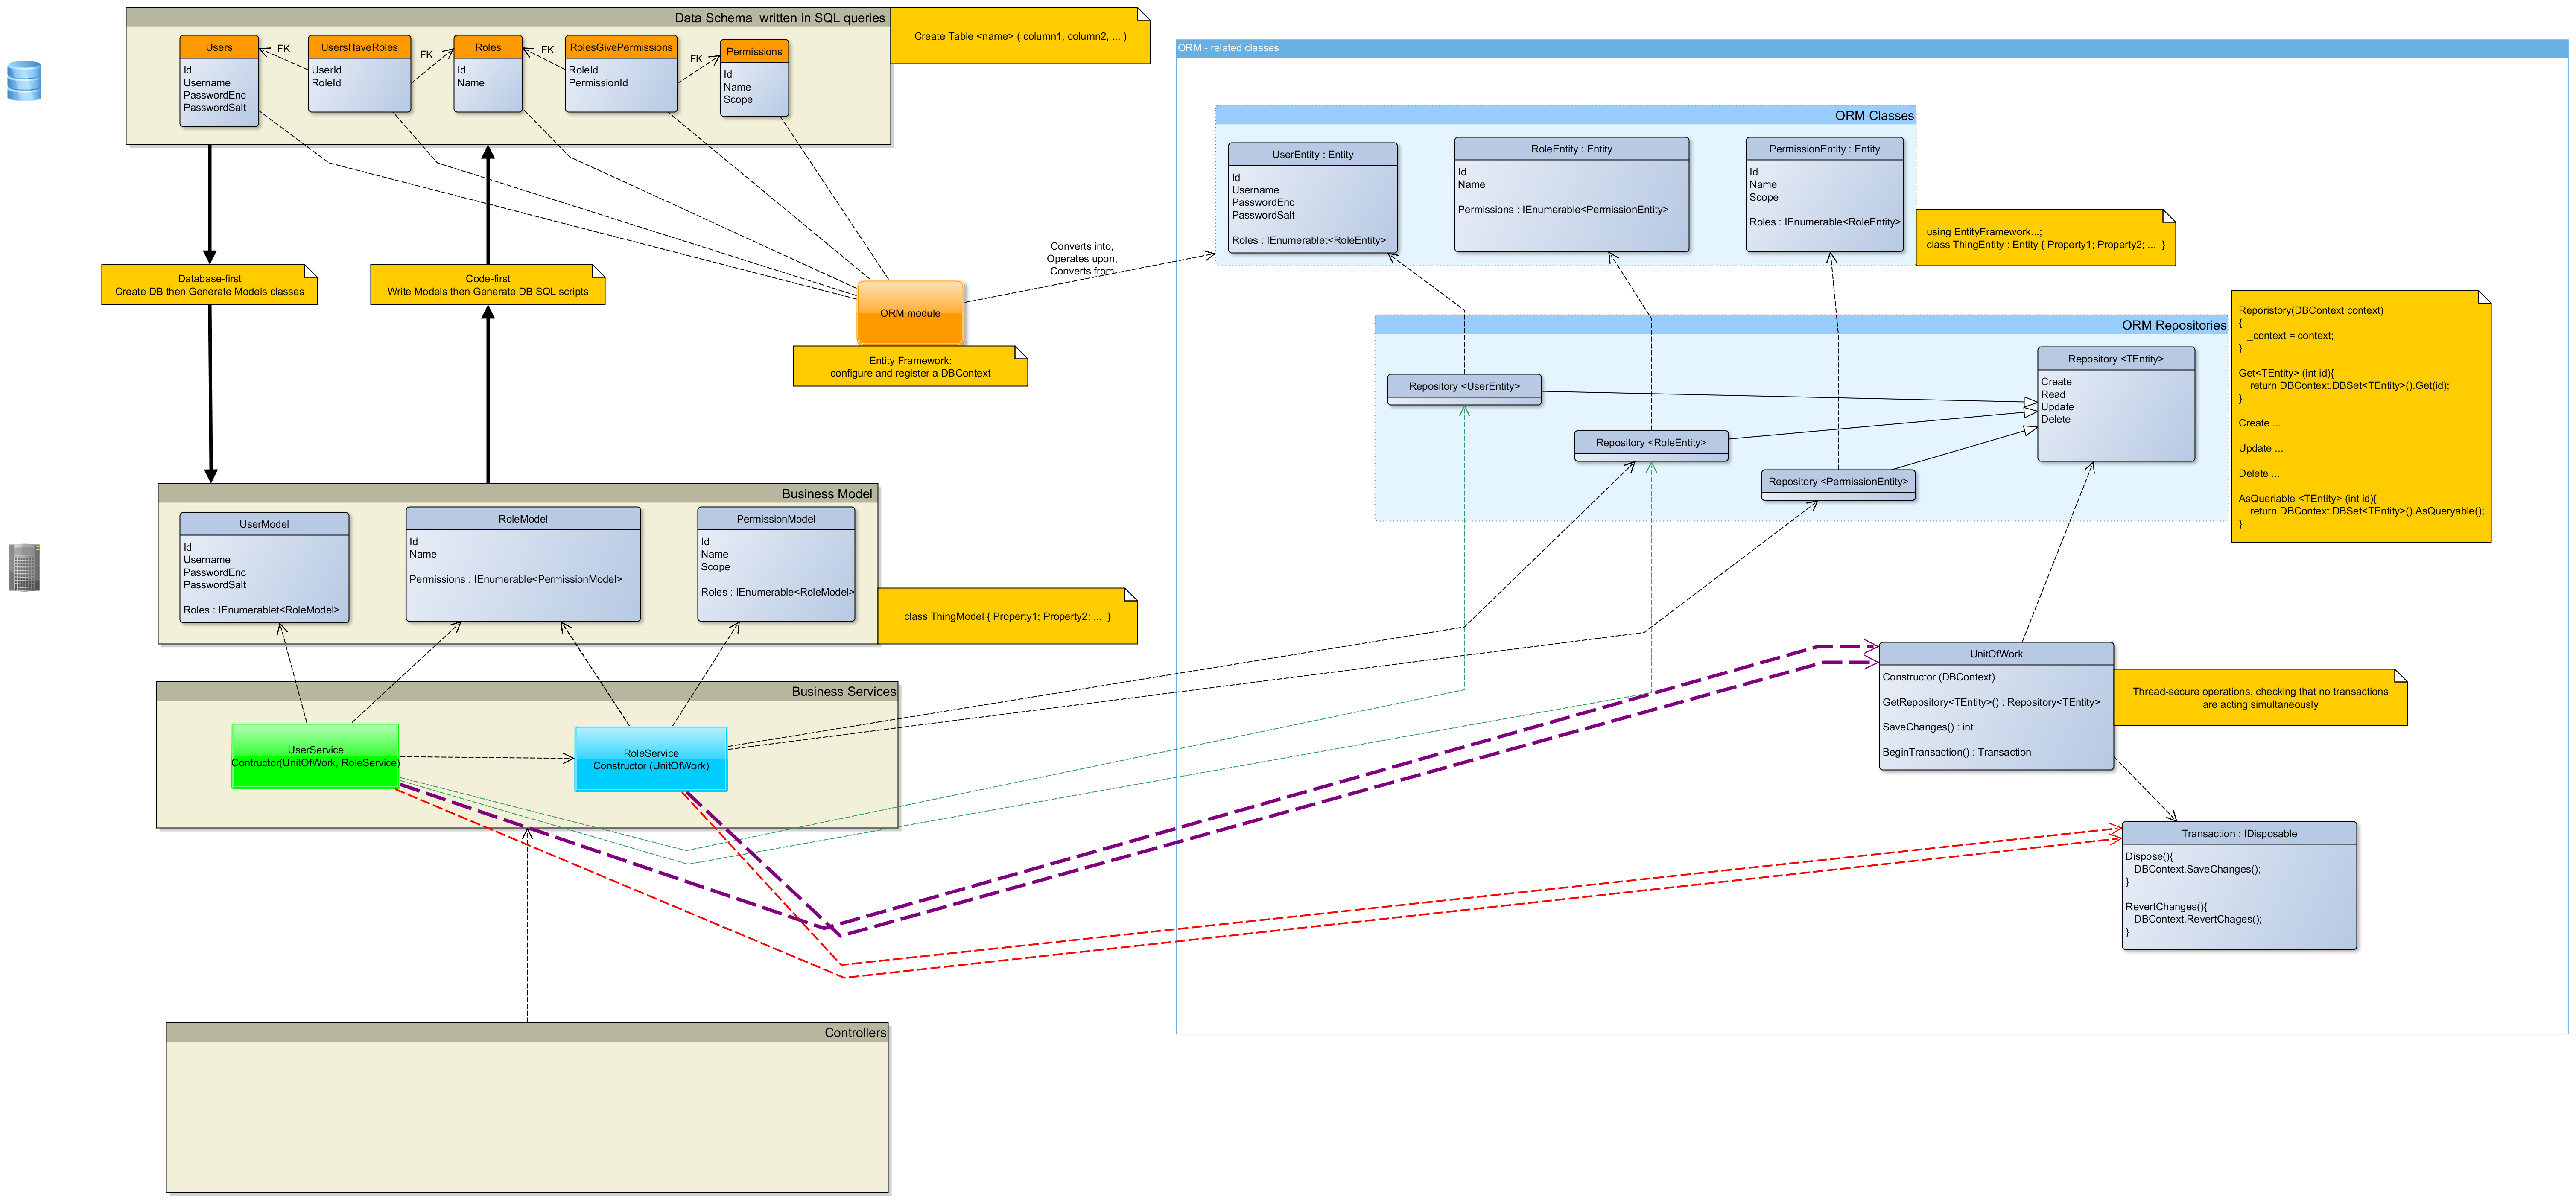 Data Schema  written in SQL queries
Create Table <name> ( column1, column2, ... )
Users
Id
Username
PasswordEnc
PasswordSalt
FK
UsersHaveRoles
UserId
RoleId
FK
Roles
Id
Name
FK
RolesGivePermissions
RoleId
PermissionId
FK
Permissions
Id
Name
Scope
Database-first
Create DB then Generate Models classes
Code-first
Write Models then Generate DB SQL scripts
ORM module
Entity Framework:
configure and register a DBContext
Converts into,
Operates upon,
Converts from
ORM - related classes
ORM Classes
UserEntity : Entity
Id
Username
PasswordEnc
PasswordSalt
Roles : IEnumerablet<RoleEntity>
RoleEntity : Entity
Id
Name
Permissions : IEnumerable<PermissionEntity>
PermissionEntity : Entity
Id
Name
Scope
Roles : IEnumerable<RoleEntity>
using EntityFramework...;
class ThingEntity : Entity { Property1; Property2; ...  }
ORM Repositories
Repository <UserEntity>
Repository <RoleEntity>
Repository <PermissionEntity>
Repository <TEntity>
Create
Read
Update
Delete
Reporistory(DBContext context)
{
_context = context;
}
Get<TEntity> (int id){
return DBContext.DBSet<TEntity>().Get(id);
}
Create ...
Update ...
Delete ...
AsQueriable <TEntity> (int id){
return DBContext.DBSet<TEntity>().AsQueryable();
}
Business Model
UserModel
Id
Username
PasswordEnc
PasswordSalt
Roles : IEnumerablet<RoleModel>
RoleModel
Id
Name
Permissions : IEnumerable<PermissionModel>
PermissionModel
Id
Name
Scope
Roles : IEnumerable<RoleModel>
class ThingModel { Property1; Property2; ...  }
Business Services
UserService
Contructor(UnitOfWork, RoleService)
RoleService
Constructor (UnitOfWork)
UnitOfWork
Constructor (DBContext)
GetRepository<TEntity>() : Repository<TEntity>
SaveChanges() : int
BeginTransaction() : Transaction
Thread-secure operations, checking that no transactions
are acting simultaneously
Transaction : IDisposable
Dispose(){
DBContext.SaveChanges();
}
RevertChanges(){
DBContext.RevertChages();
}
Controllers